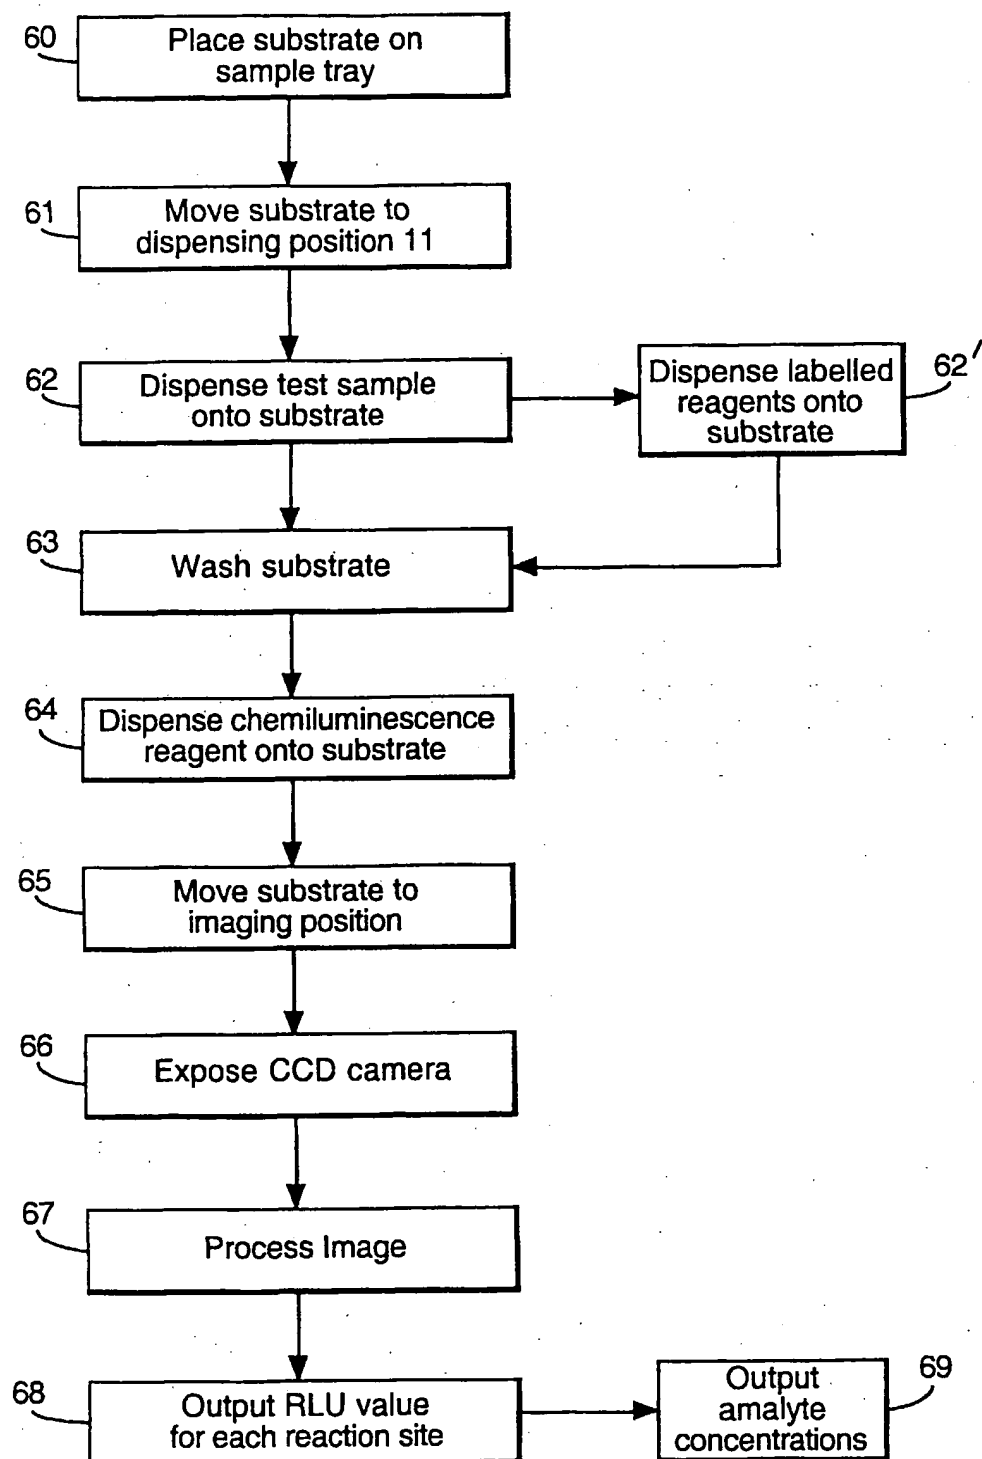 60
Place substrate on
sample tray
61
Move substrate to
dispensing position 11
62
Dispense test sample
onto substrate
Dispense labelled
reagents onto
substrate
62'
63
Wash substrate
64
Dispense chemiluminescence
reagent onto substrate
65
Move substrate to
imaging position
66
Expose CCD camera
67
Process Image
68
Output RLU value
for each reaction site
Output
amalyte
concentrations
69